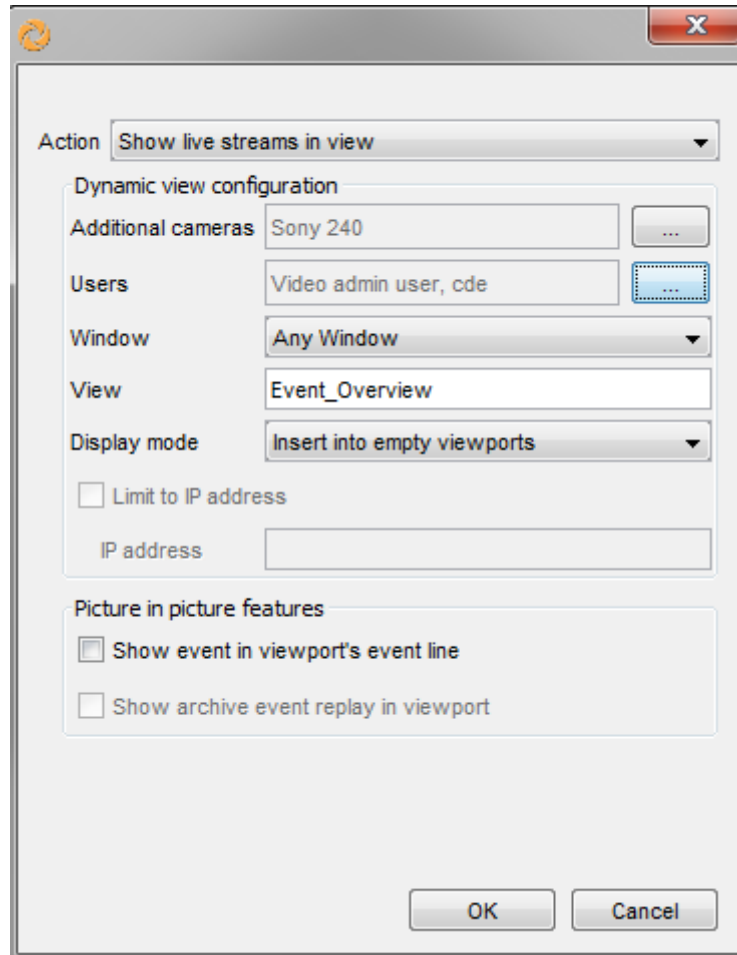 Action Show live streams in view
Dynamic view configuration
Additional cameras Sony 240 ...
Users Video admin user, cde ...
Window Any Window
View Event_Overview
Display mode Insert into empty viewports
Limit to IP address
IP address
Picture in picture features
Show event in viewport's event line
Show archive event replay in viewport
OK Cancel